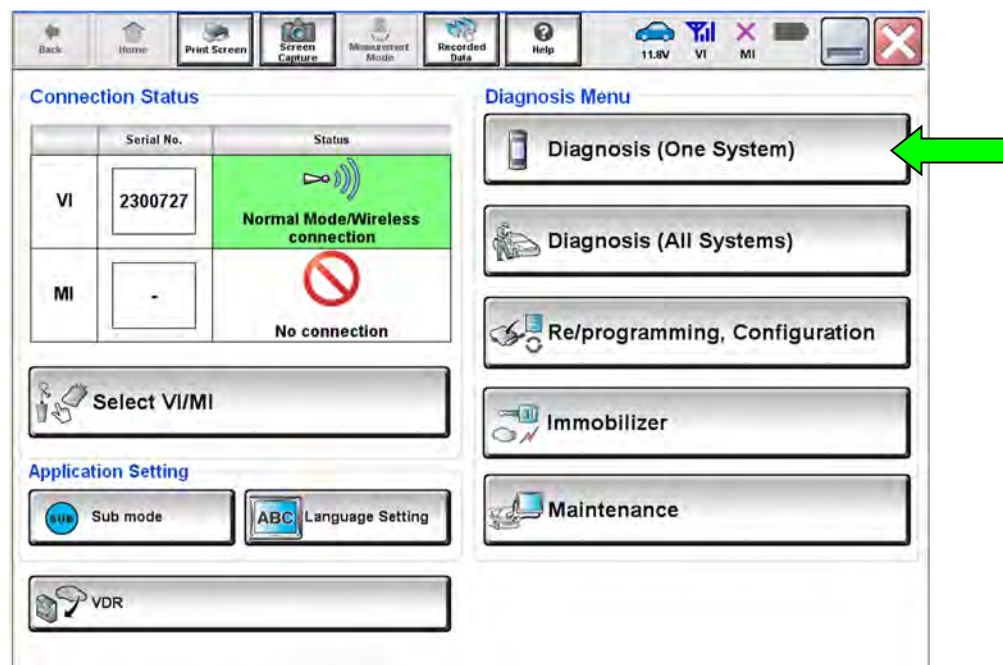 Back
Home
Print Screen
Screen
Capture
Measurement
Mode
Recorded
Data
Help
11.8V
VI
MI
Connection Status
Serial No.
Status
VI
2300727
Normal Mode/Wireless
connection
MI
-
No connection
Select VI/MI
Application Setting
SUB
Sub mode
ABC
Language Setting
VDR
Diagnosis Menu
Diagnosis (One System)
Diagnosis (All Systems)
Re/programming, Configuration
Immobilizer
Maintenance